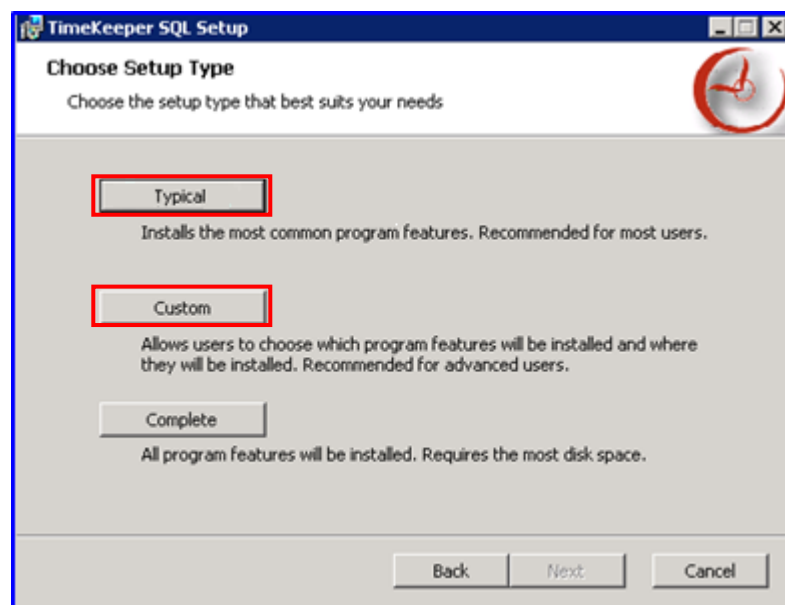 TimeKeeper SQL Setup
Choose Setup Type
Choose the setup type that best suits your needs
Typical
Installs the most common program features. Recommended for most users.
Custom
Allows users to choose which program features will be installed and where
they will be installed. Recommended for advanced users.
Complete
All program features will be installed. Requires the most disk space.
Back Next Cancel